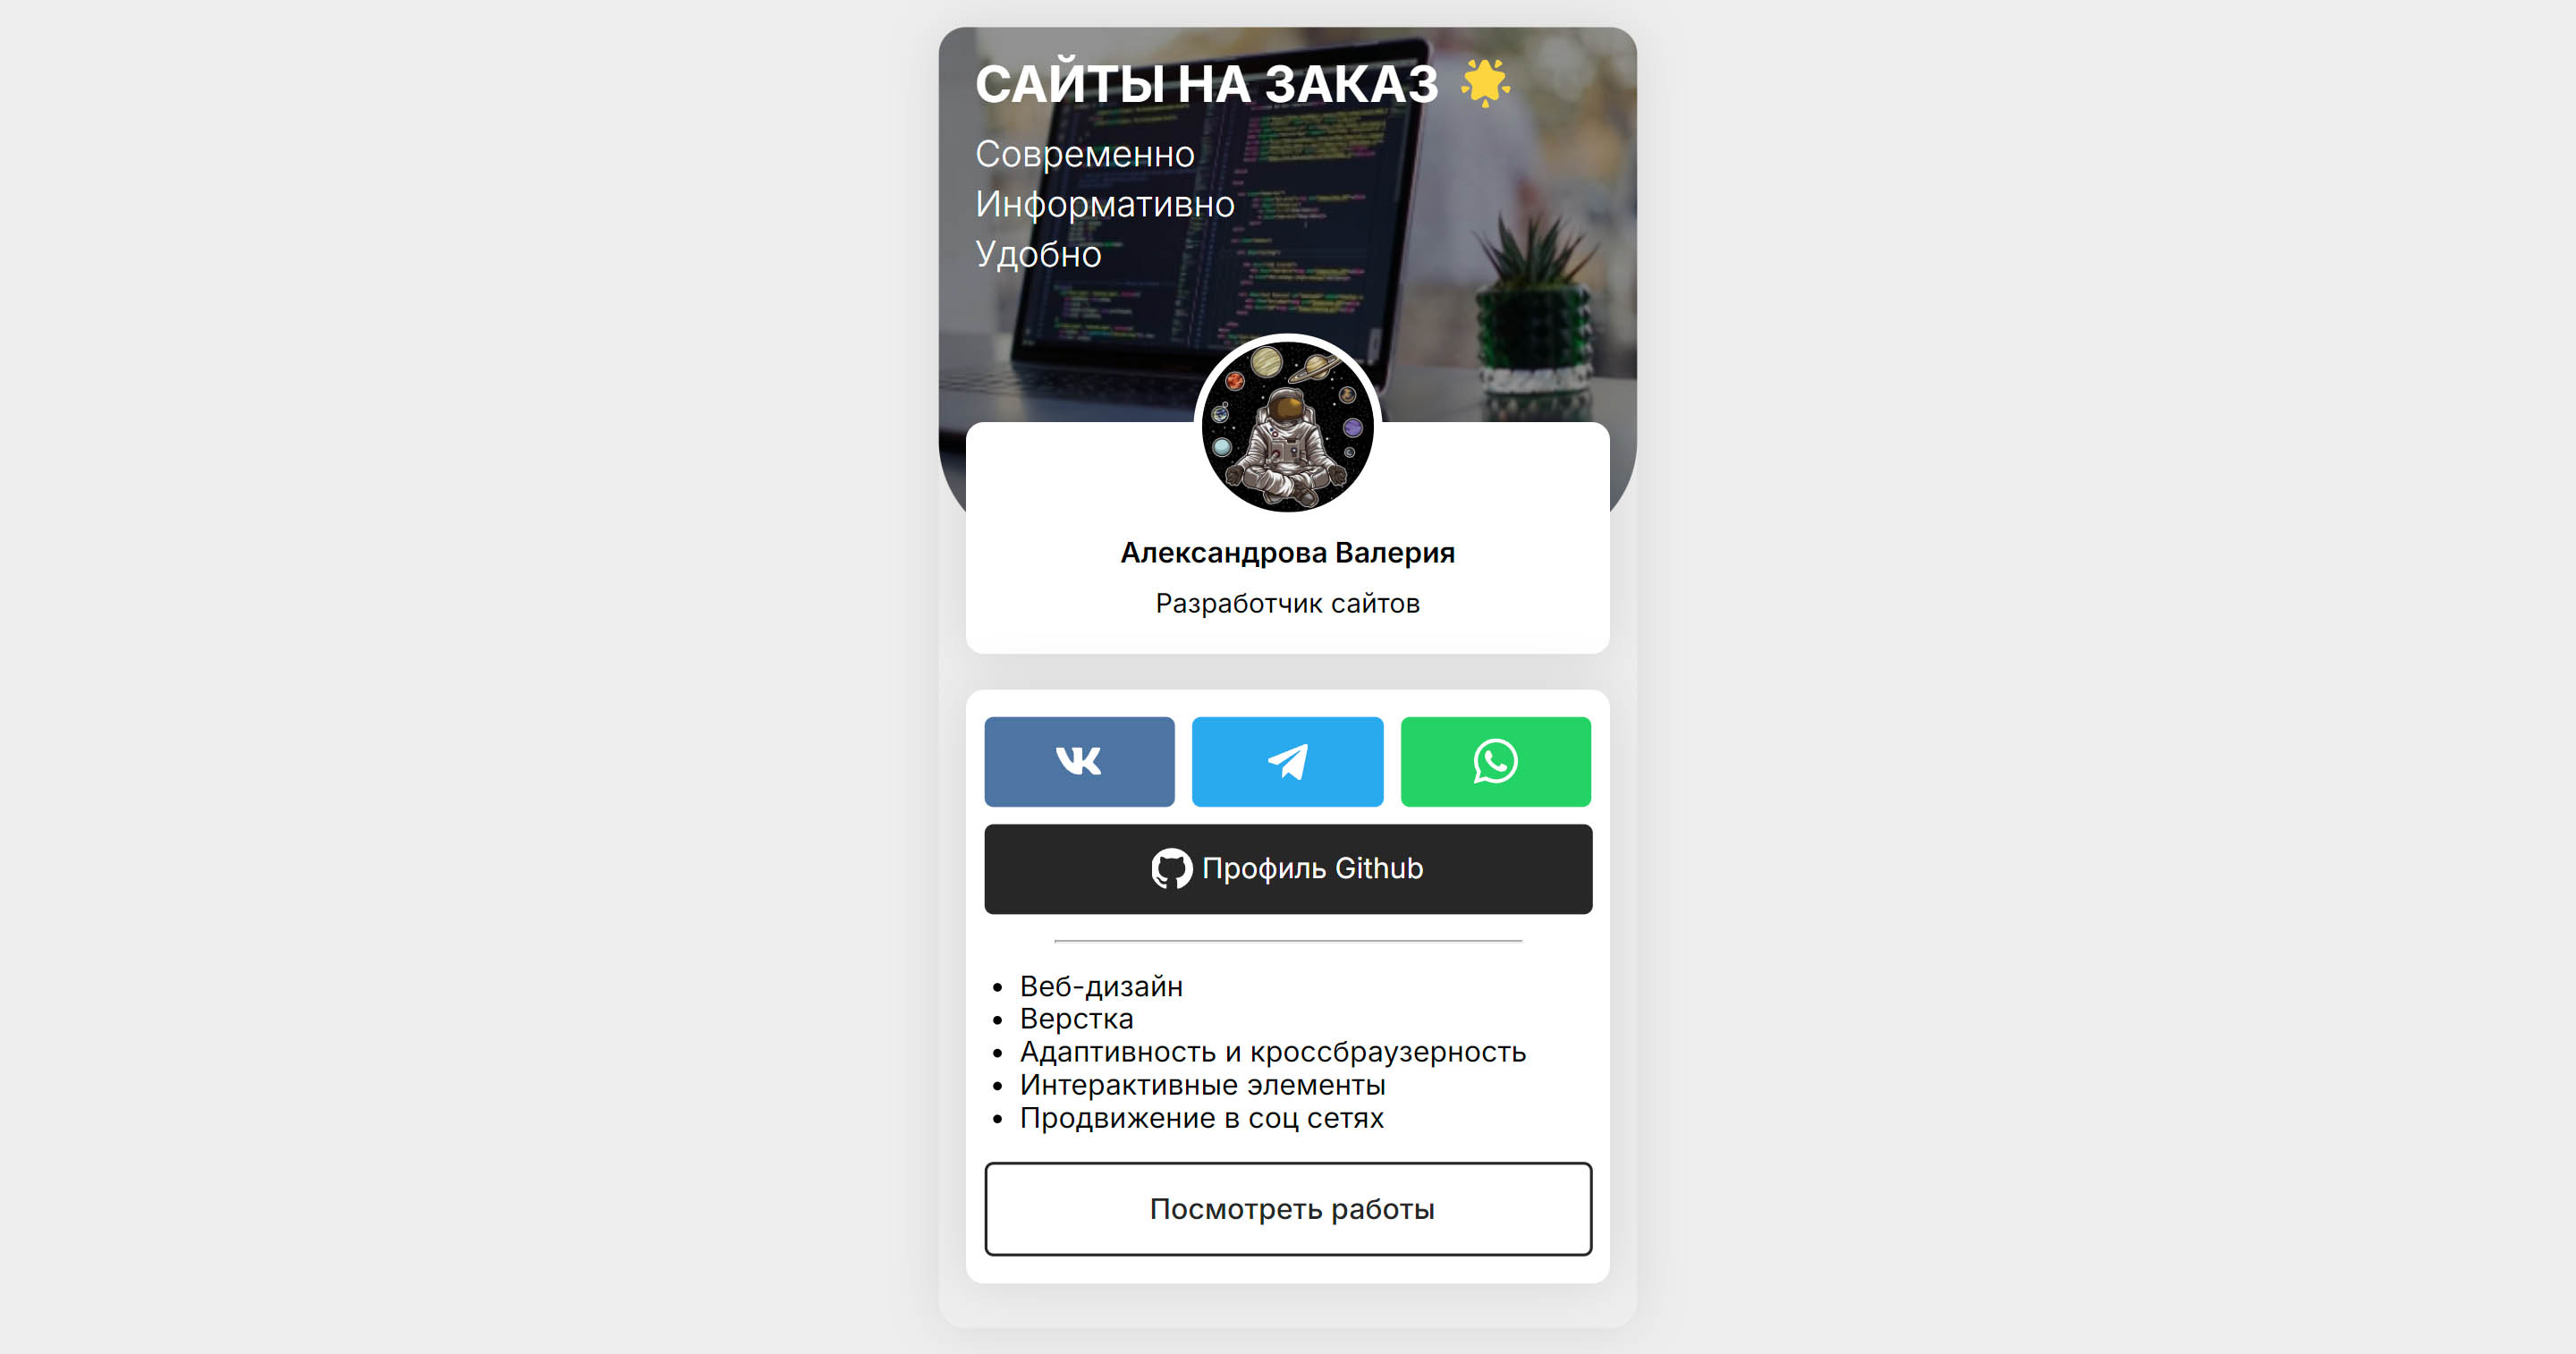 САЙТЫ НА ЗАКАЗ 🌟
Современно
Информативно
Удобно
Александрова Валерия
Разработчик сайтов
Профиль Github
• Веб-дизайн
• Верстка
• Адаптивность и кроссбраузерность
• Интерактивные элементы
• Продвижение в соц сетях
Посмотреть работы